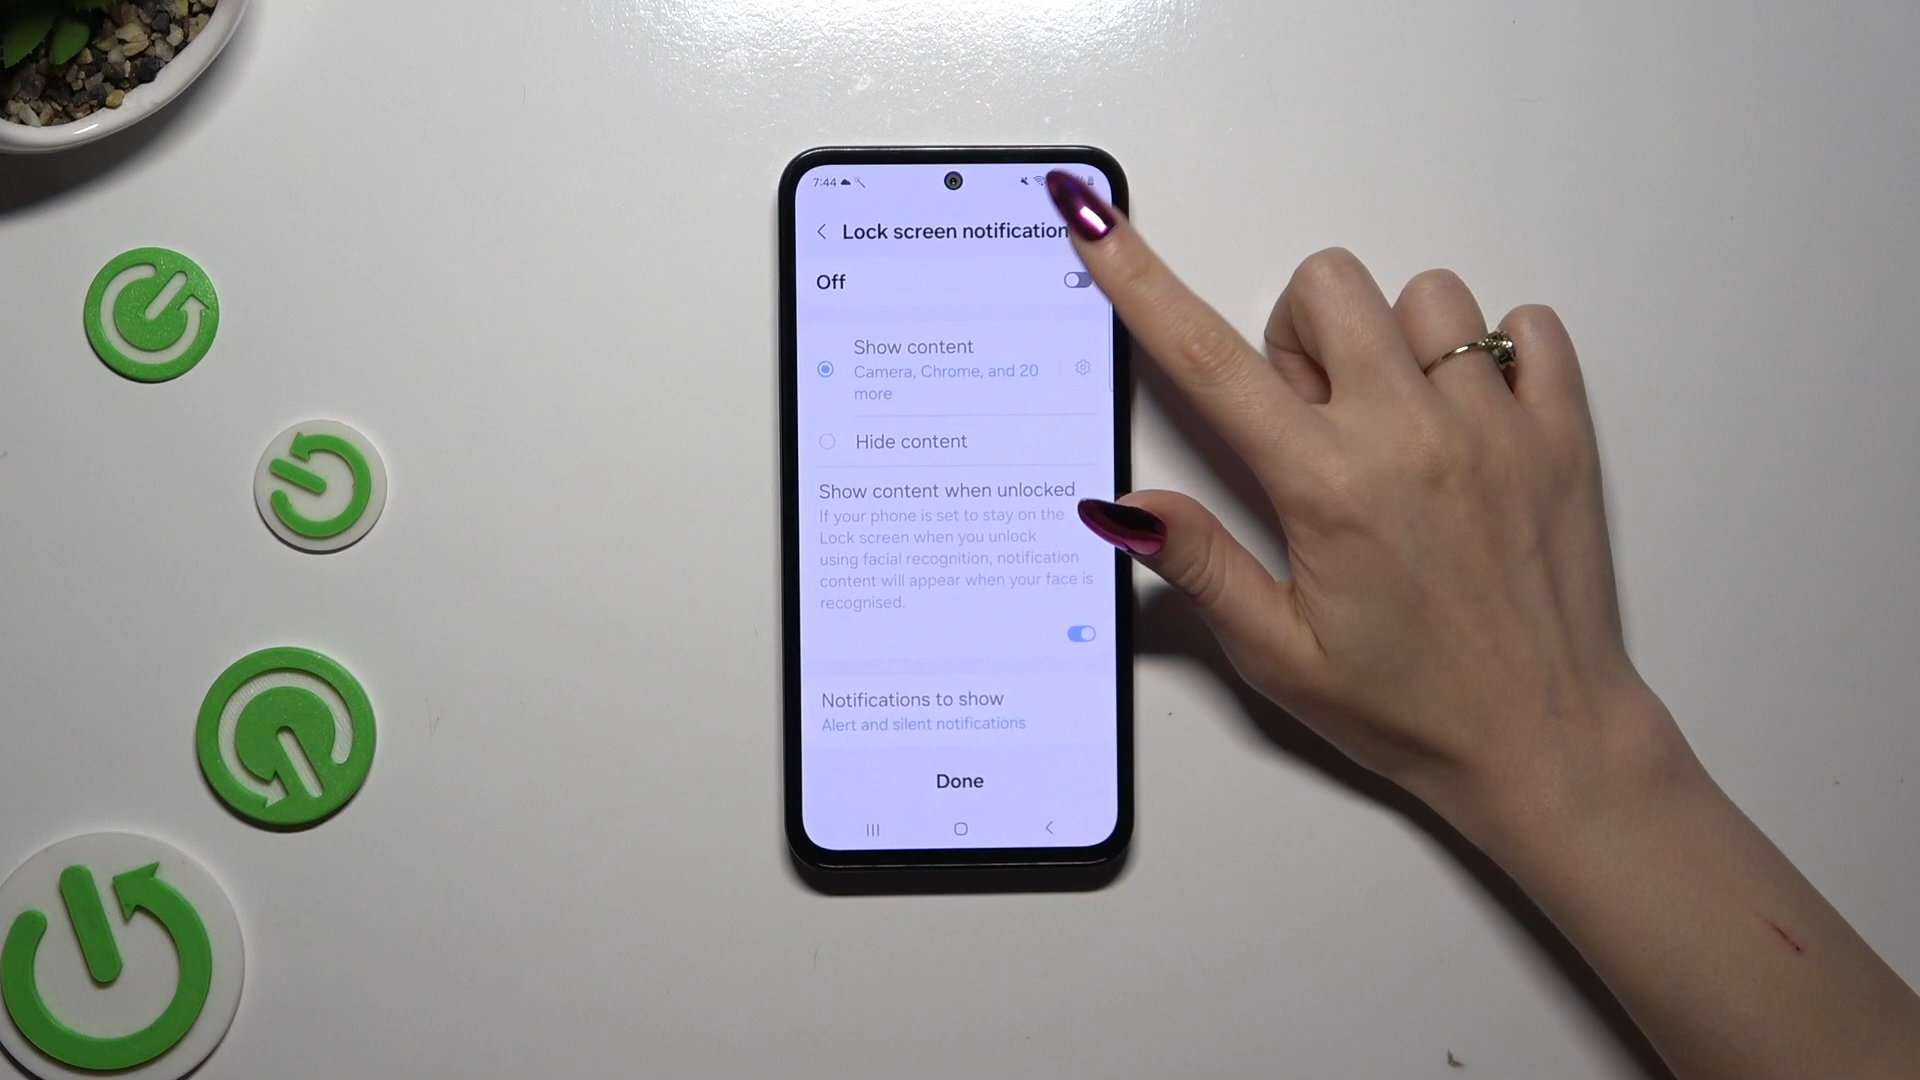 7:44
Lock screen notification
Off
Show content
Camera, Chrome, and 20
more
Hide content
Show content when unlocked
If your phone is set to stay on the
Lock screen when you unlock
using facial recognition, notification
content will appear when your face is
recognised.
Notifications to show
Alert and silent notifications
Done